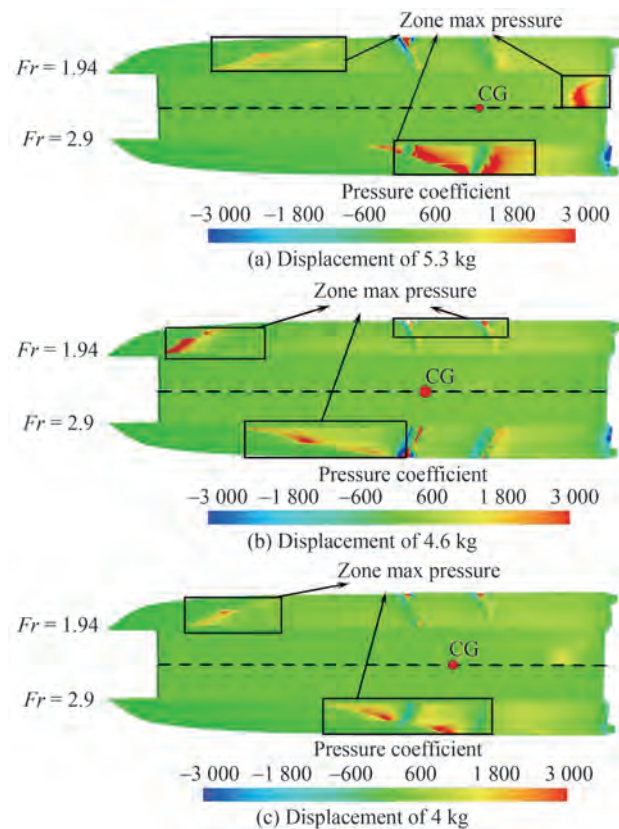 Zone max pressure
Fr = 1.94
CG
Fr = 2.9
Pressure coefficient
−3 000 −1 800 −600 600 1 800 3 000
(a) Displacement of 5.3 kg
Zone max pressure
Fr = 1.94
CG
Fr = 2.9
Pressure coefficient
−3 000 −1 800 −600 600 1 800 3 000
(b) Displacement of 4.6 kg
Zone max pressure
Fr = 1.94
CG
Fr = 2.9
Pressure coefficient
−3 000 −1 800 −600 600 1 800 3 000
(c) Displacement of 4 kg